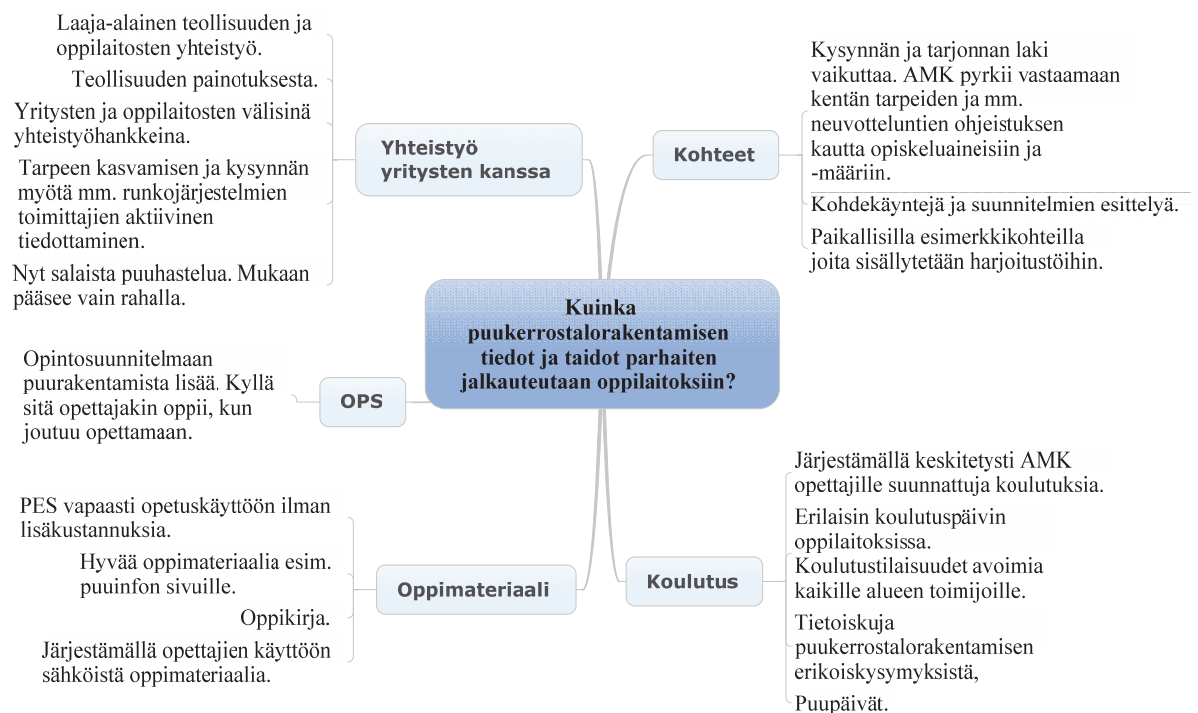 Laaja-alainen teollisuuden ja
oppilaitosten yhteistyö.
Teollisuuden painotuksesta.
Yritysten ja oppilaitosten välisinä
yhteistyöhankkeina.
Tarpeen kasvamisen ja kysynnän
myötä mm. runkojärjestelmien
toimittajien aktiivinen
tiedottaminen.
Nyt salaista puuhastelua. Mukaan
pääsee vain rahalla.
Yhteistyö
yritysten kanssa
Kohteet
Kysynnän ja tarjonnan laki
vaikuttaa. AMK pyrkii vastaamaan
kentän tarpeiden ja mm.
neuvotteluntien ohjeistuksen
kautta opiskeluaineisiin ja
-määriin.
Kohdekäyntejä ja suunnitelmien esittelyä.
Paikallisilla esimerkkikohteilla
joita sisällytetään harjoitustöihin.
Kuinka
puukerrostalorakentamisen
tiedot ja taidot parhaiten
jalkauteutaan oppilaitoksiin?
Opintosuunnitelmaan
puurakentamista lisää. Kyllä
sitä opettajakin oppii, kun
joutuu opettamaan.
OPS
PES vapaasti opetuskäyttöön ilman
lisäkustannuksia.
Hyvää oppimateriaalia esim.
puuinfon sivuille.
Oppikirja.
Järjestämällä opettajien käyttöön
sähköistä oppimateriaalia.
Oppimateriaali
Koulutus
Järjestämällä keskitetysti AMK
opettajille suunnattuja koulutuksia.
Erilaisin koulutuspäivin
oppilaitoksissa.
Koulutustilaisuudet avoimia
kaikille alueen toimijoille.
Tietoiskuja
puukerrostalorakentamisen
erikoiskysymyksistä,
Puupäivät.